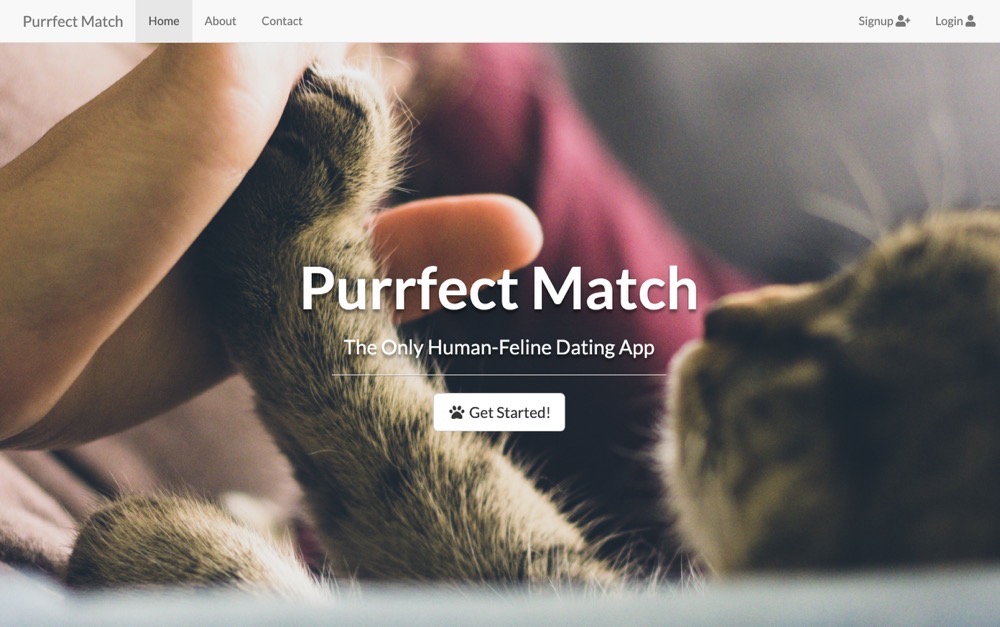 Purrfect Match Home About Contact Signup Login
Purrfect Match
The Only Human-Feline Dating App
Get Started!